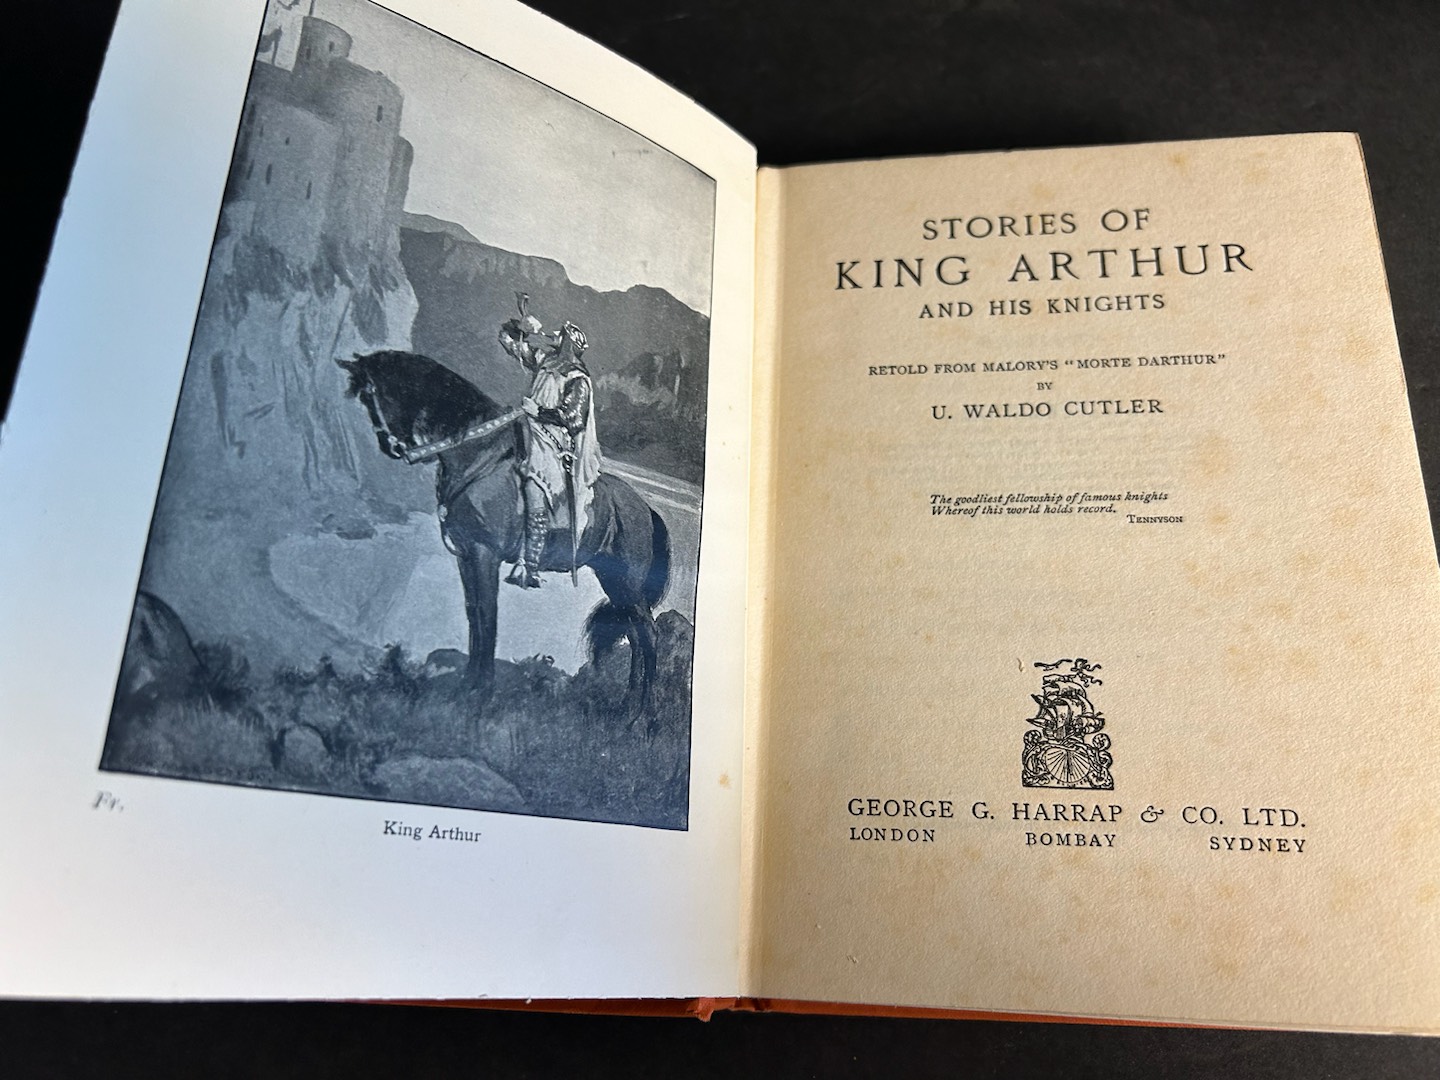 Fr.
King Arthur
STORIES OF
KING ARTHUR
AND HIS KNIGHTS
RETOLD FROM MALORY'S "MORTE DARTHUR"
BY
U. WALDO CUTLER
The goodliest fellowship of famous knights
Whereof this world holds record.
TENNYSON
GEORGE G. HARRAP & CO. LTD.
LONDON BOMBAY SYDNEY